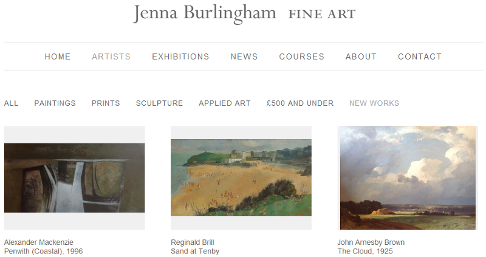 Jenna Burlingham FINE ART
HOME ARTISTS EXHIBITIONS NEWS COURSES ABOUT CONTACT
ALL PAINTINGS PRINTS SCULPTURE APPLIED ART £500 AND UNDER NEW WORKS
Alexander Mackenzie
Penwith (Coastal), 1996
Reginald Brill
Sand at Tenby
John Arnesby Brown
The Cloud, 1925